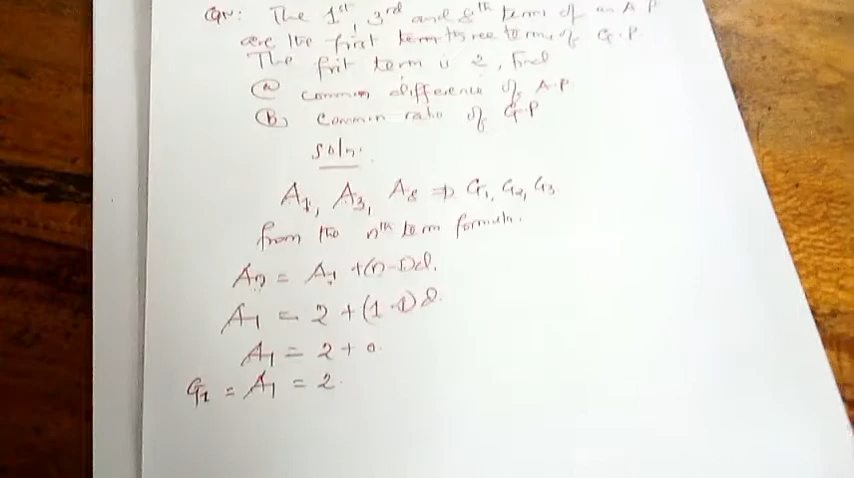 Qn: The 1st, 3rd and 8th terms of an A.P
are the first term three terms of G.P.
The first term is 2, find
(a) common difference of A.P
(b) common ratio of G.P
Soln.
A1, A3, A8 ⇒ G1, G2, G3
from the nth term formula.
An = A1 + (n-1)d.
A1 = 2 + (1-1)d.
A1 = 2 + 0.
G1 = A1 = 2.